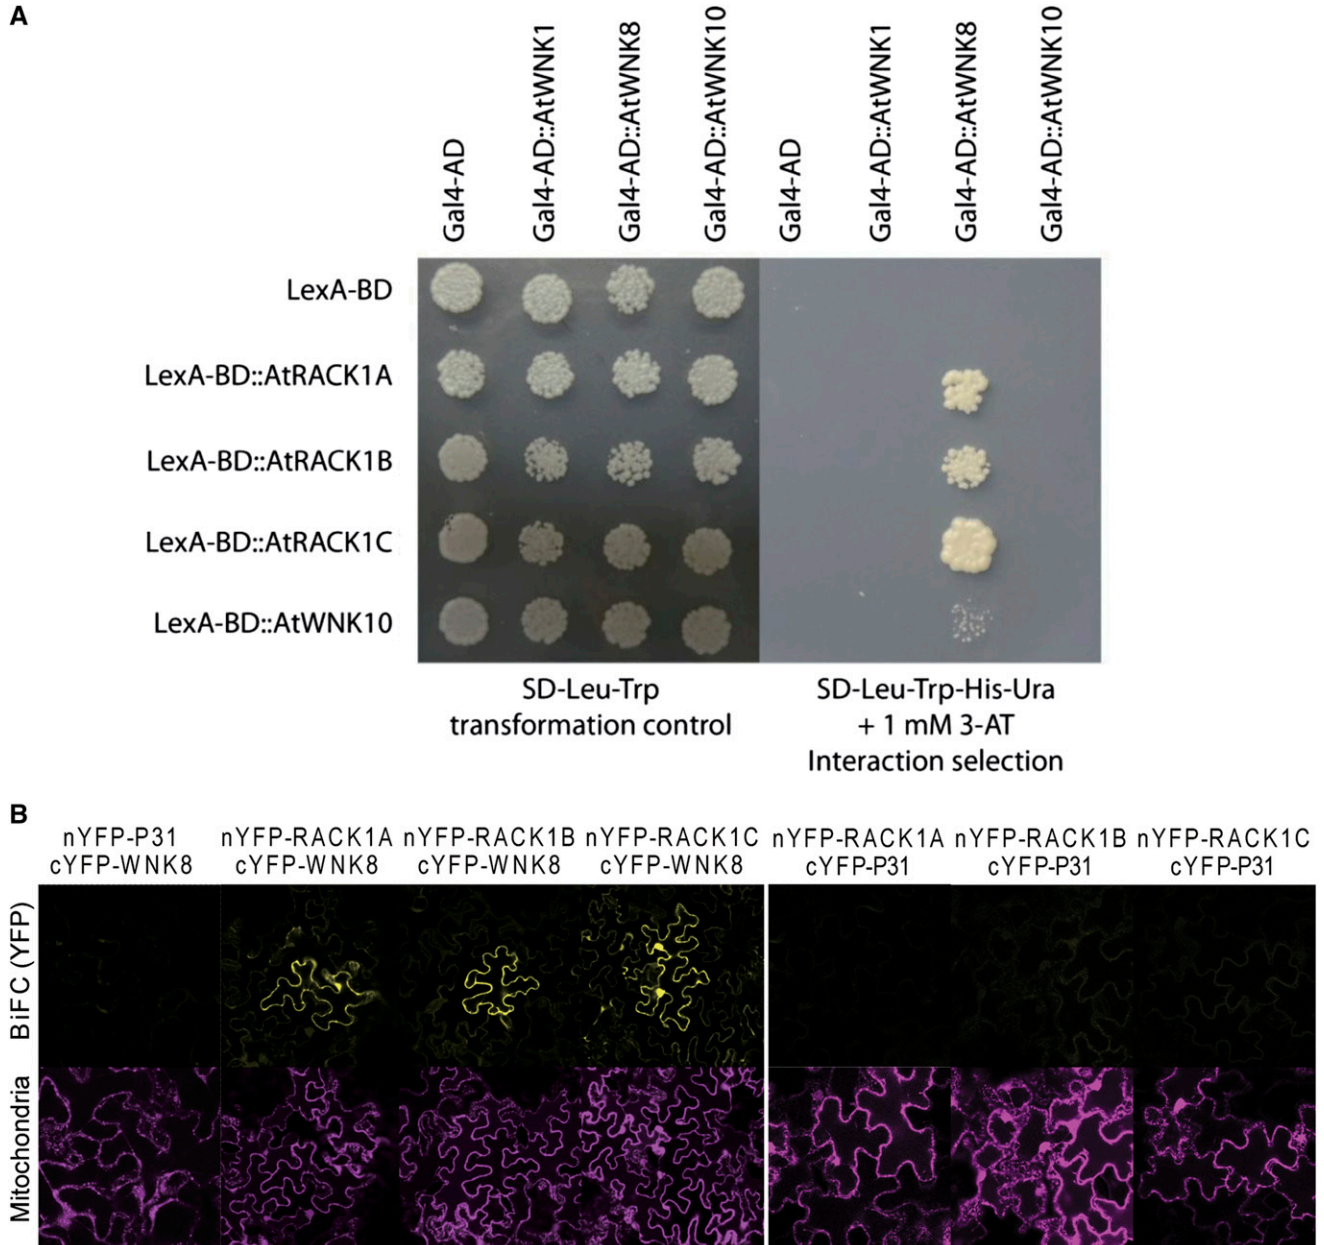 A
Gal4-AD
Gal4-AD::AtWNK1
Gal4-AD::AtWNK8
Gal4-AD::AtWNK10
Gal4-AD
Gal4-AD::AtWNK1
Gal4-AD::AtWNK8
Gal4-AD::AtWNK10
LexA-BD
LexA-BD::AtRACK1A
LexA-BD::AtRACK1B
LexA-BD::AtRACK1C
LexA-BD::AtWNK10
SD-Leu-Trp
transformation control
SD-Leu-Trp-His-Ura
+ 1 mM 3-AT
Interaction selection
B
nYFP-P31
cYFP-WNK8
nYFP-RACK1A
cYFP-WNK8
nYFP-RACK1B
cYFP-WNK8
nYFP-RACK1C
cYFP-WNK8
nYFP-RACK1A
cYFP-P31
nYFP-RACK1B
cYFP-P31
nYFP-RACK1C
cYFP-P31
BiFC (YFP)
Mitochondria